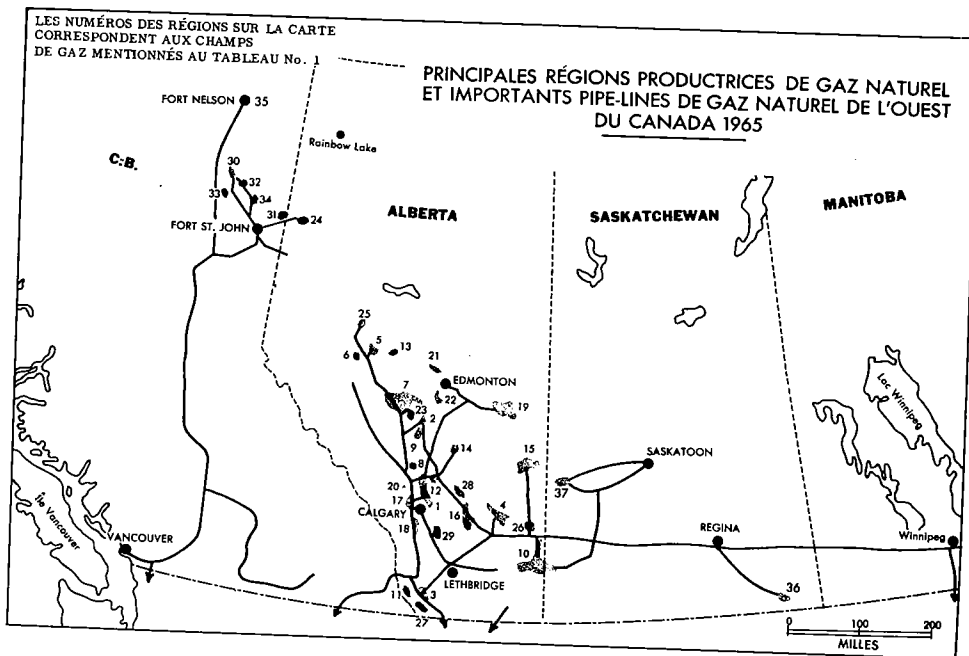 LES NUMÉROS DES RÉGIONS SUR LA CARTE
CORRESPONDENT AUX CHAMPS
DE GAZ MENTIONNÉS AU TABLEAU No. 1
PRINCIPALES RÉGIONS PRODUCTRICES DE GAZ NATUREL
ET IMPORTANTS PIPE-LINES DE GAZ NATUREL DE L'OUEST
DU CANADA 1965
FORT NELSON 35
Rainbow Lake
C.-B.
30
32
33
34
31
24
FORT ST. JOHN
ALBERTA
SASKATCHEWAN
MANITOBA
25
6
5
13
21
EDMONTON
7
22
19
23
2
9
8
14
15
SASKATOON
37
20
12
28
17
1
CALGARY
16
4
18
29
26
10
REGINA
Winnipeg
Lac Winnipeg
Île Vancouver
VANCOUVER
LETHBRIDGE
11
3
27
36
0 100 200
MILLES